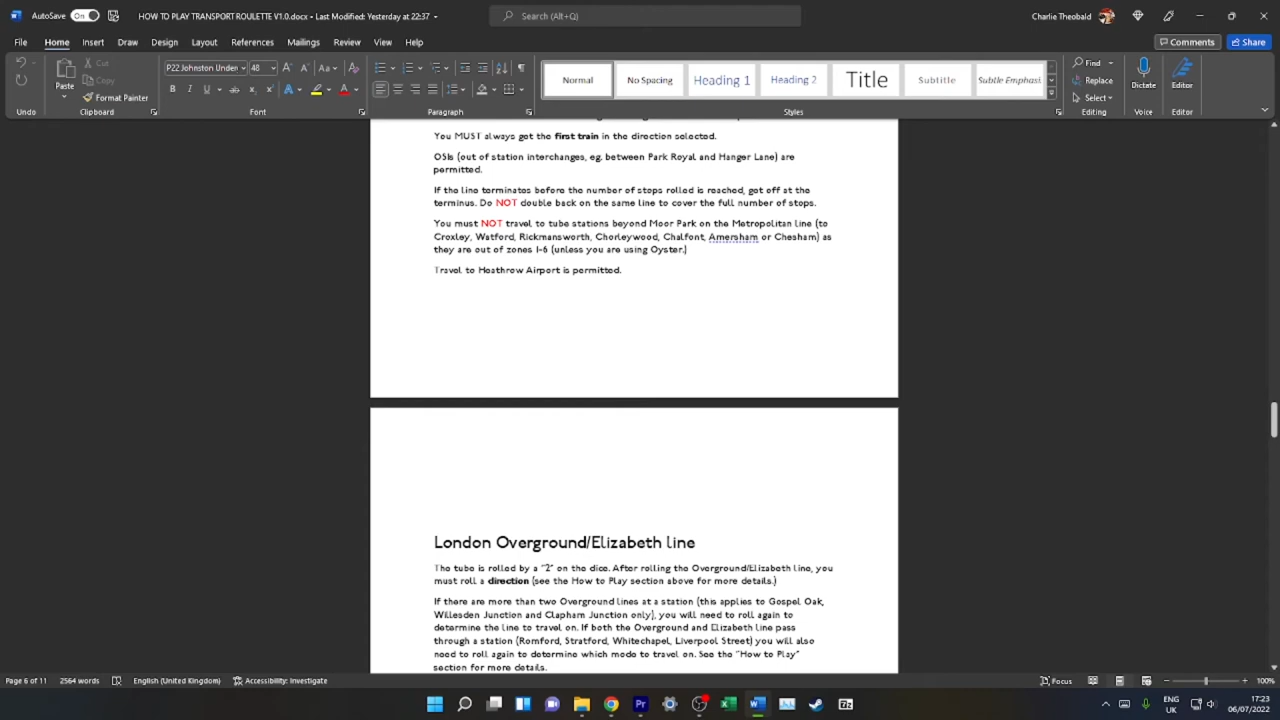 AutoSave On HOW TO PLAY TRANSPORT ROULETTE V1.0.docx • Last Modified: Yesterday at 22:37 Search (Alt+Q) Charlie Theobald
File Home Insert Draw Design Layout References Mailings Review View Help Comments Share
Paste Cut Copy Format Painter
P22 Johnston Under 48
Normal No Spacing Heading 1 Heading 2 Title Subtitle Subtle Emphasi
Find Replace Select Dictate Editor
Undo Clipboard Font Paragraph Styles Editing Voice Editor
You MUST always get the first train in the direction selected.
OSIs (out of station interchanges, eg. between Park Royal and Hanger Lane) are
permitted.
If the line terminates before the number of stops rolled is reached, get off at the
terminus. Do NOT double back on the same line to cover the full number of stops.
You must NOT travel to tube stations beyond Moor Park on the Metropolitan line (to
Croxley, Watford, Rickmansworth, Chorleywood, Chalfont, Amersham or Chesham) as
they are out of zones 1-6 (unless you are using Oyster.)
Travel to Heathrow Airport is permitted.
London Overground/Elizabeth line
The tube is rolled by a "2" on the dice. After rolling the Overground/Elizabeth line, you
must roll a direction (see the How to Play section above for more details.)
If there are more than two Overground lines at a station (this applies to Gospel Oak,
Willesden Junction and Clapham Junction only), you will need to roll again to
determine the line to travel on. If both the Overground and Elizabeth line pass
through a station (Romford, Stratford, Whitechapel, Liverpool Street) you will also
need to roll again to determine which mode to travel on. See the "How to Play"
section for more details.
Page 6 of 11 2564 words English (United Kingdom) Accessibility: Investigate Focus 100%
ENG
UK
17:23
06/07/2022